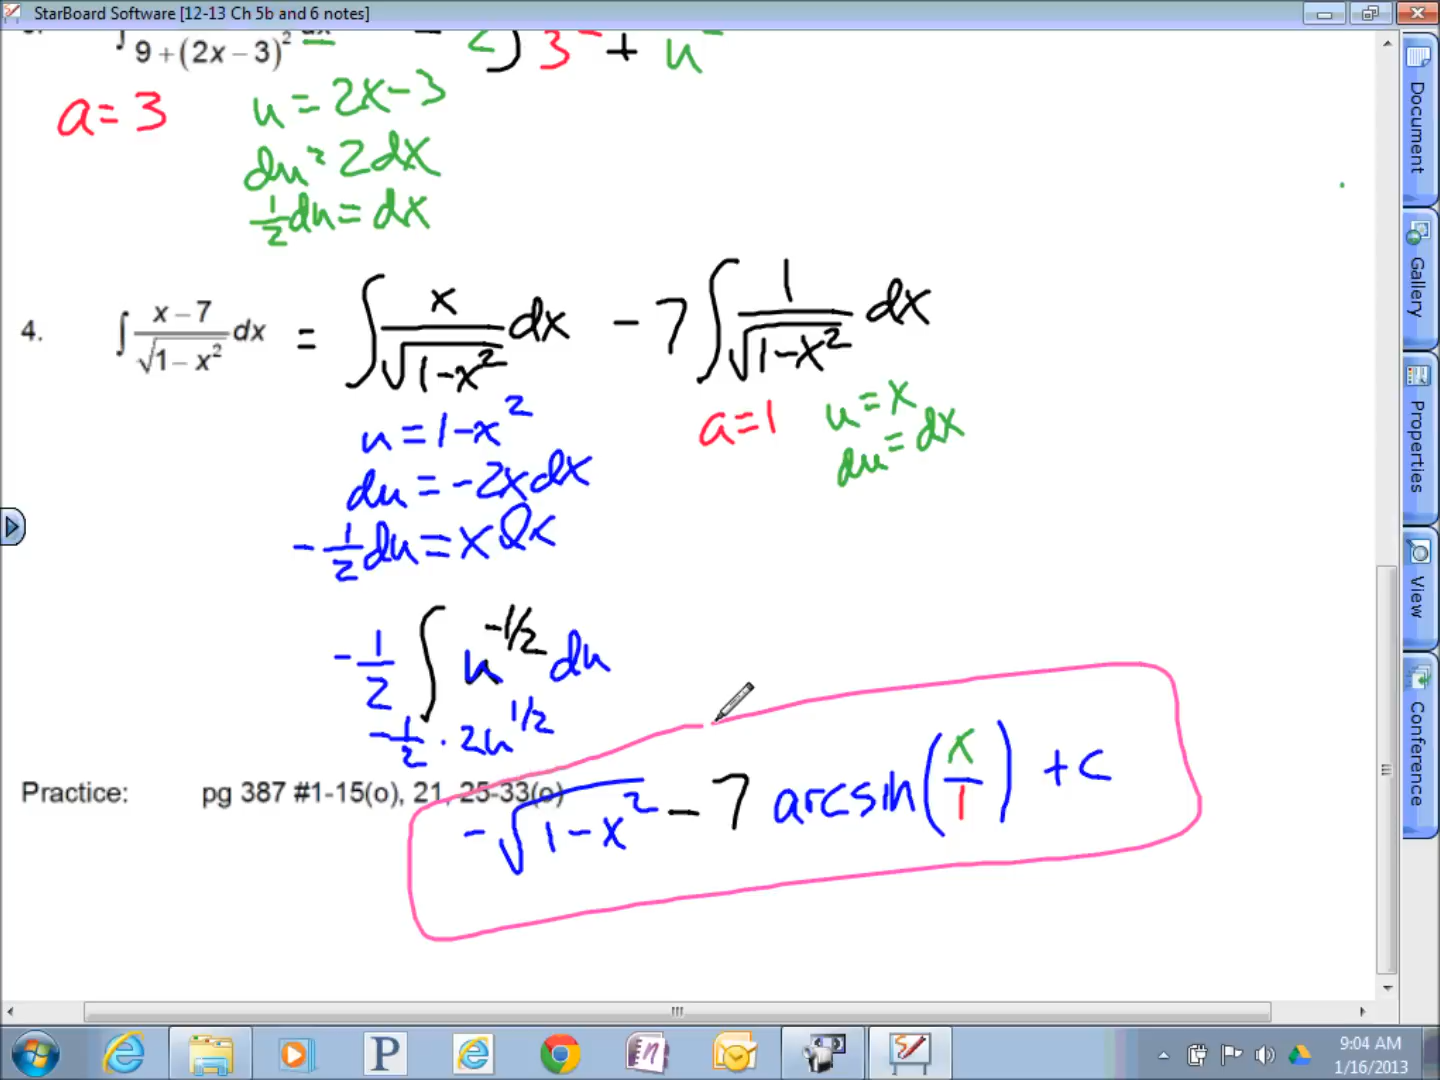 StarBoard Software [12-13 Ch 5b and 6 notes]
∫ 9 + (2x − 3)² dx = 2∫ 3² + u²
a = 3
u = 2x − 3
du = 2dx
½du = dx
4. ∫ (x − 7)/√(1 − x²) dx = ∫ x/√(1−x²) dx − 7 ∫ 1/√(1−x²) dx
u = 1−x²
du = −2x dx
−½du = x dx
a = 1
u = x
du = dx
−½ ∫ u^(−1/2) du
−½ · 2u^(1/2)
Practice: pg 387 #1-15(o), 21, 25-33(o)
−√(1−x²) − 7 arcsin(x/1) + c
Document
Gallery
Properties
View
Conference
9:04 AM
1/16/2013